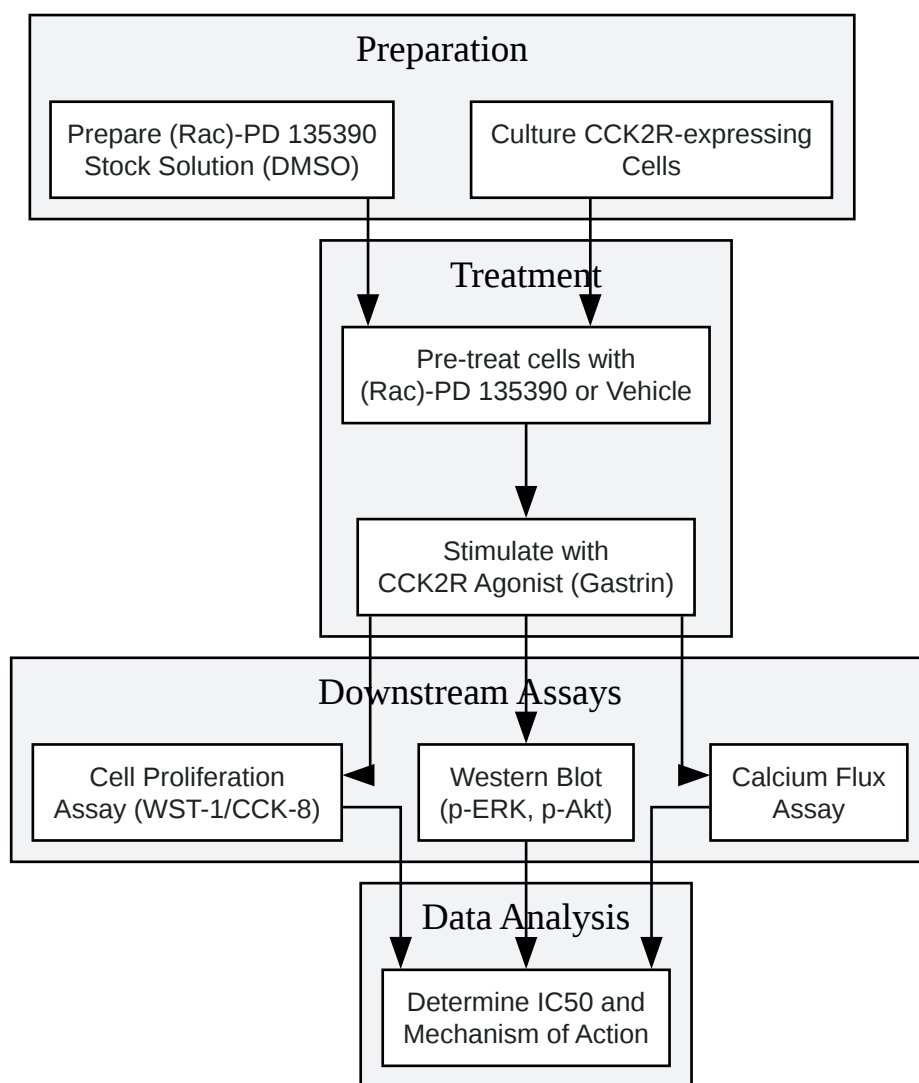 Preparation
Prepare (Rac)-PD 135390
Stock Solution (DMSO)
Culture CCK2R-expressing
Cells
Treatment
Pre-treat cells with
(Rac)-PD 135390 or Vehicle
Stimulate with
CCK2R Agonist (Gastrin)
Downstream Assays
Cell Proliferation
Assay (WST-1/CCK-8)
Western Blot
(p-ERK, p-Akt)
Calcium Flux
Assay
Data Analysis
Determine IC50 and
Mechanism of Action